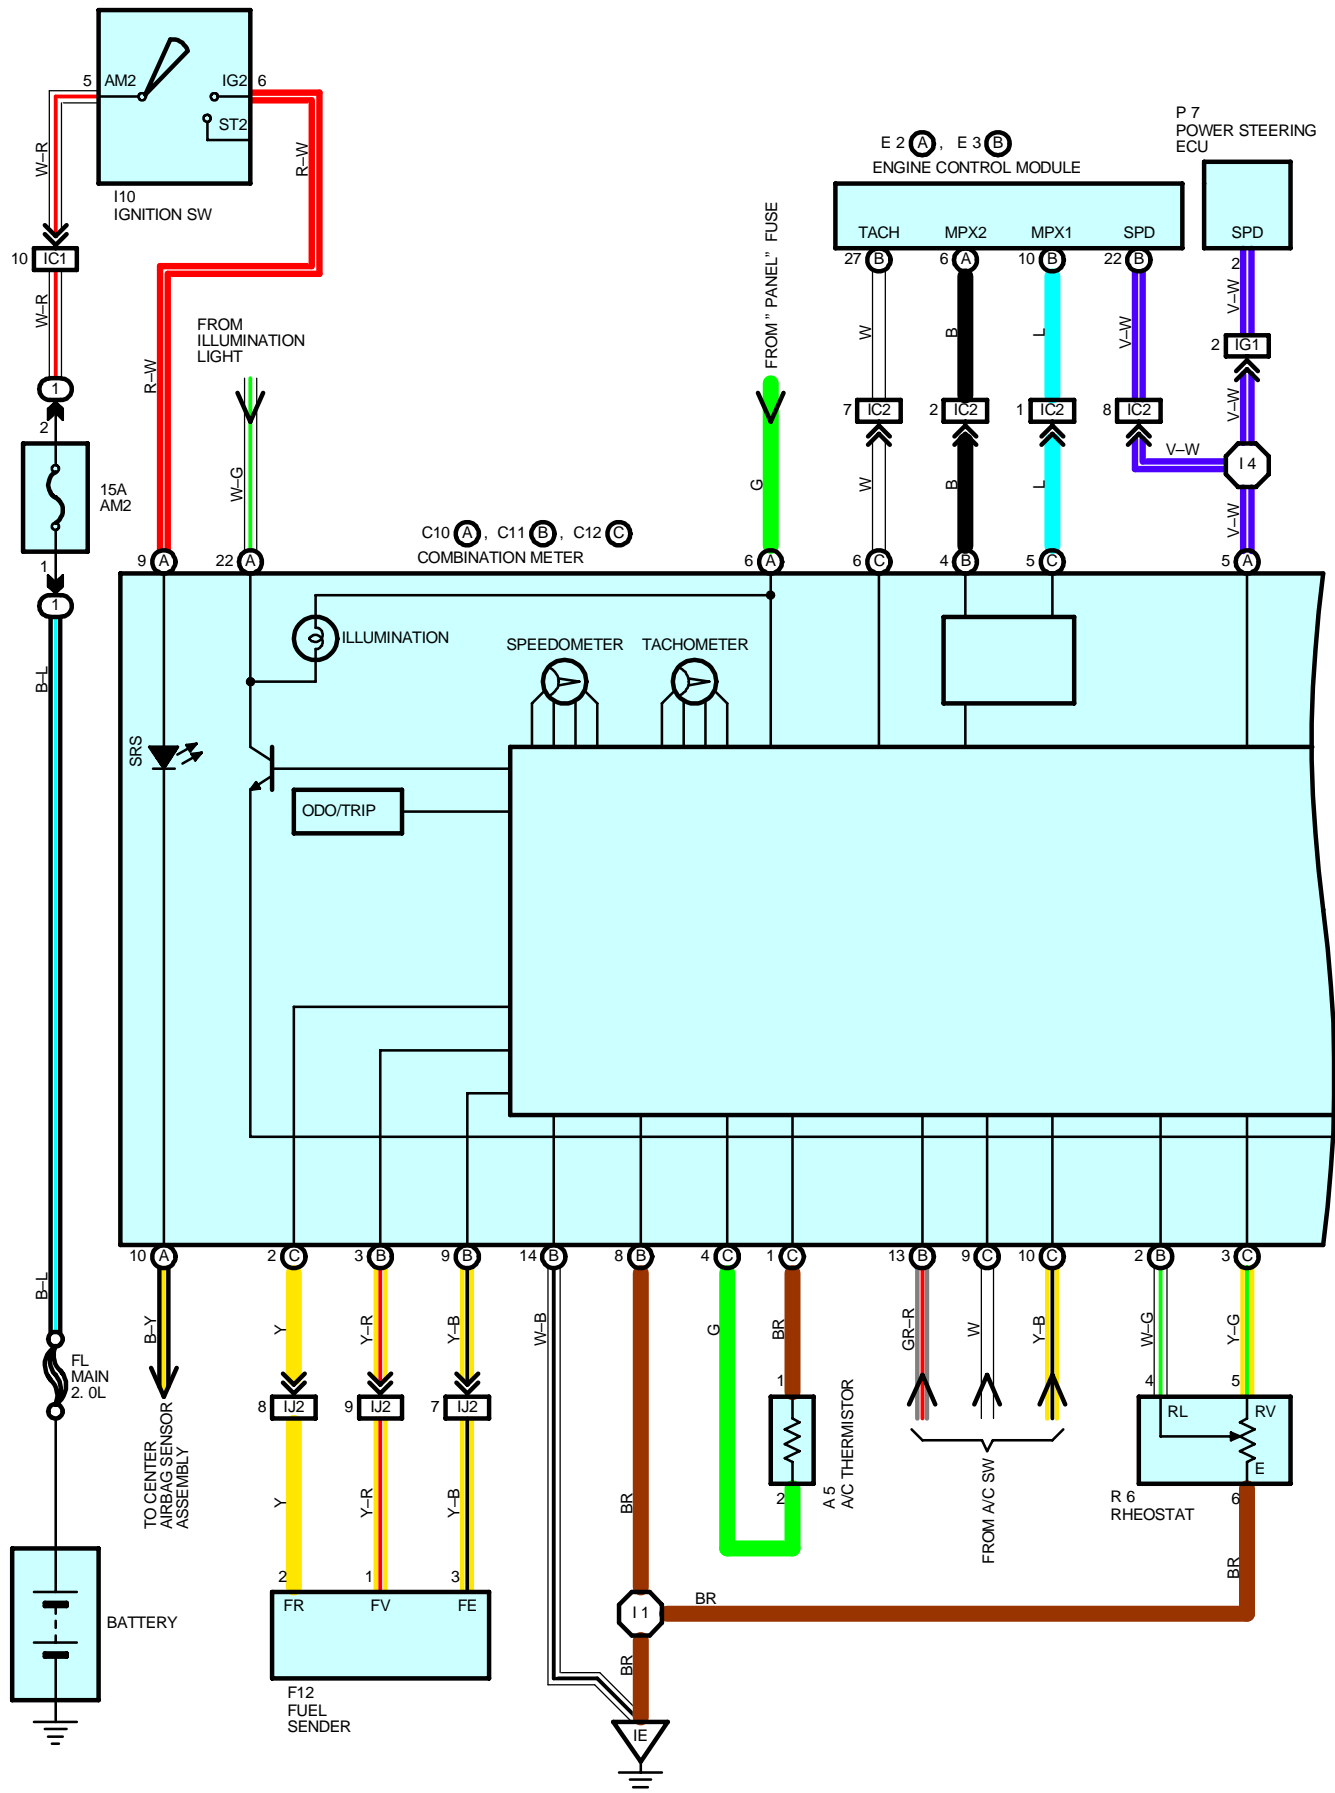 5 AM2 IG2 6
ST2
W–R
R–W
I10
IGNITION SW
10 IC1
W–R
1
2
15A
AM2
1
1
B–L
B–L
FL
MAIN
2. 0L
BATTERY
R–W
FROM
ILLUMINATION
LIGHT
W–G
FROM" PANEL" FUSE
G
E 2 A , E 3 B
ENGINE CONTROL MODULE
TACH MPX2 MPX1 SPD
27 B 6 A 10 B 22 B
W B L V–W
7 IC2 2 IC2 1 IC2 8 IC2
W B L V–W
P 7
POWER STEERING
ECU
SPD
2
V–W
2 IG1
V–W
I 4
V–W
C10 A , C11 B , C12 C
COMBINATION METER
9 A 22 A 6 A 6 C 4 B 5 C 5 A
ILLUMINATION
SPEEDOMETER TACHOMETER
SRS
ODO/TRIP
10 A 2 C 3 B 9 B 14 B 8 B 4 C 1 C 13 B 9 C 10 C 2 B 3 C
B–Y Y Y–R Y–B W–B G BR GR–R W Y–B W–G Y–G
TO CENTER
AIRBAG SENSOR
ASSEMBLY
8 IJ2 9 IJ2 7 IJ2
Y Y–R Y–B
2 1 3
FR FV FE
F12
FUEL
SENDER
BR
I 1
BR
BR
IE
1
2
A 5
A/C THERMISTOR
FROM A/C SW
4 5
RL RV
E
6
R 6
RHEOSTAT
BR